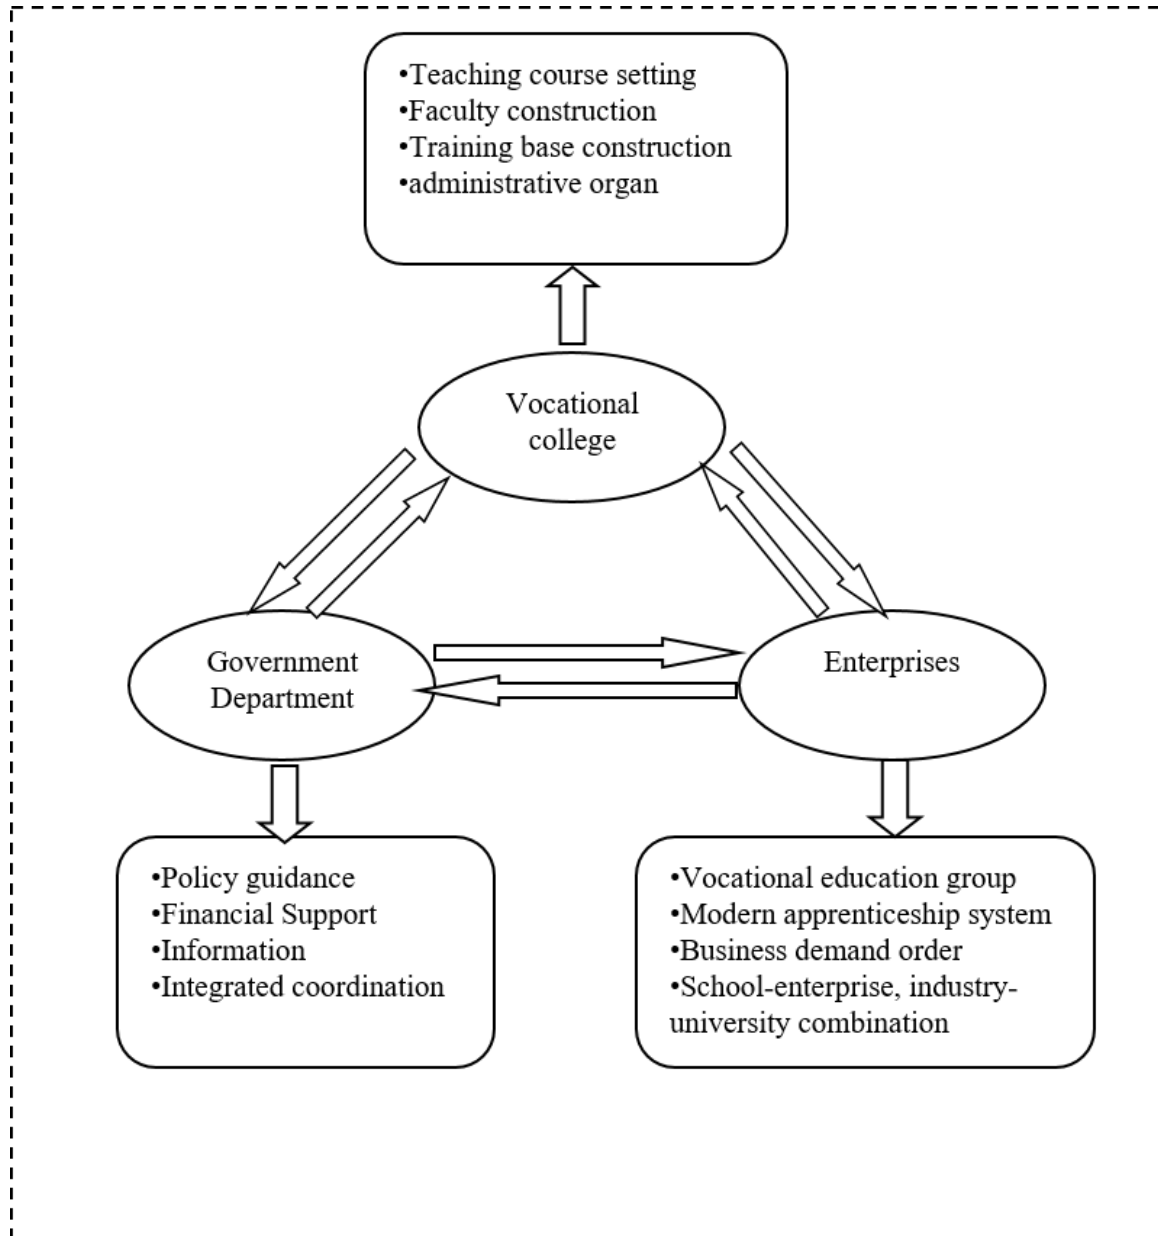 •Teaching course setting
•Faculty construction
•Training base construction
•administrative organ
Vocational
college
Government
Department
Enterprises
•Policy guidance
•Financial Support
•Information
•Integrated coordination
•Vocational education group
•Modern apprenticeship system
•Business demand order
•School-enterprise, industry-
university combination